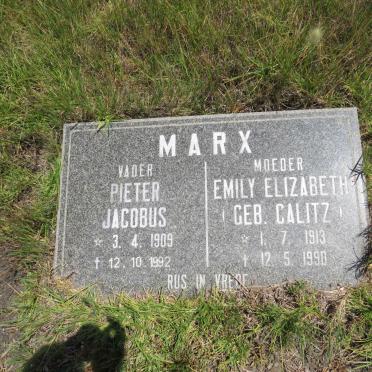 MARX
VADER
PIETER
JACOBUS
* 3. 4. 1909
† 12. 10. 1992
MOEDER
EMILY ELIZABETH
(GEB. CALITZ)
* 1. 7. 1913
† 12. 5. 1990
RUS IN VREDE